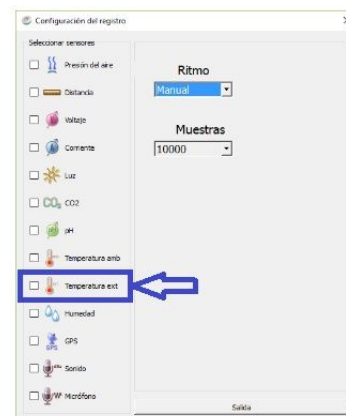 Configuración del registro
Seleccionar sensores
Presión del aire
Distancia
Voltaje
Corriente
Luz
CO₂ CO2
pH
Temperatura amb
Temperatura ext
Humedad
GPS GPS
Sonido
Micrófono
Ritmo
Manual
Muestras
10000
Salida